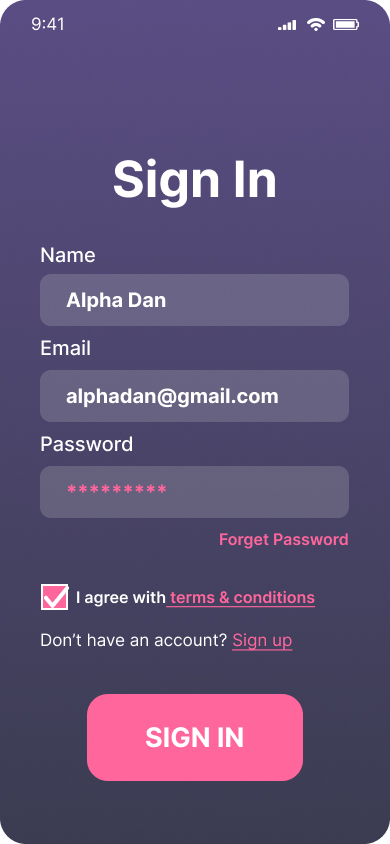 9:41
Sign In
Name
Alpha Dan
Email
alphadan@gmail.com
Password
*********
Forget Password
I agree with terms & conditions
Don’t have an account? Sign up
SIGN IN